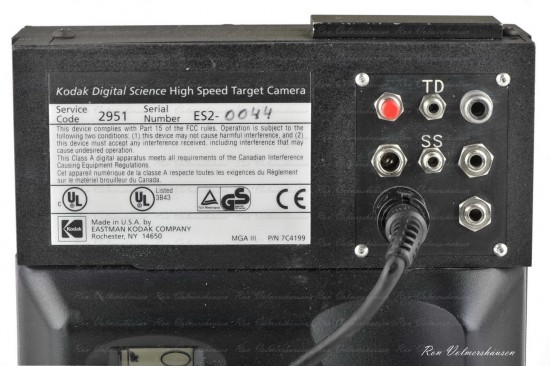 Kodak Digital Science High Speed Target Camera
Service Code 2951 Serial Number ES2-0044
This device complies with Part 15 of the FCC rules. Operation is subject to the
following two conditions: (1) this device may not cause harmful interference, and (2)
this device must accept any interference received, including interference that may
cause undesired operation.
This Class A digital apparatus meets all requirements of the Canadian Interference
Causing Equipment Regulations.
Cet appareil numérique de la classe A respecte toutes les exigences du Règlement
sur le matériel brouilleur du Canada.
c UL UL Listed 3B43 GS CE
Kodak
Made in U.S.A. by
EASTMAN KODAK COMPANY
Rochester, NY 14650 MGA III P/N 7C4199
TD
SS
Ron Volmershausen